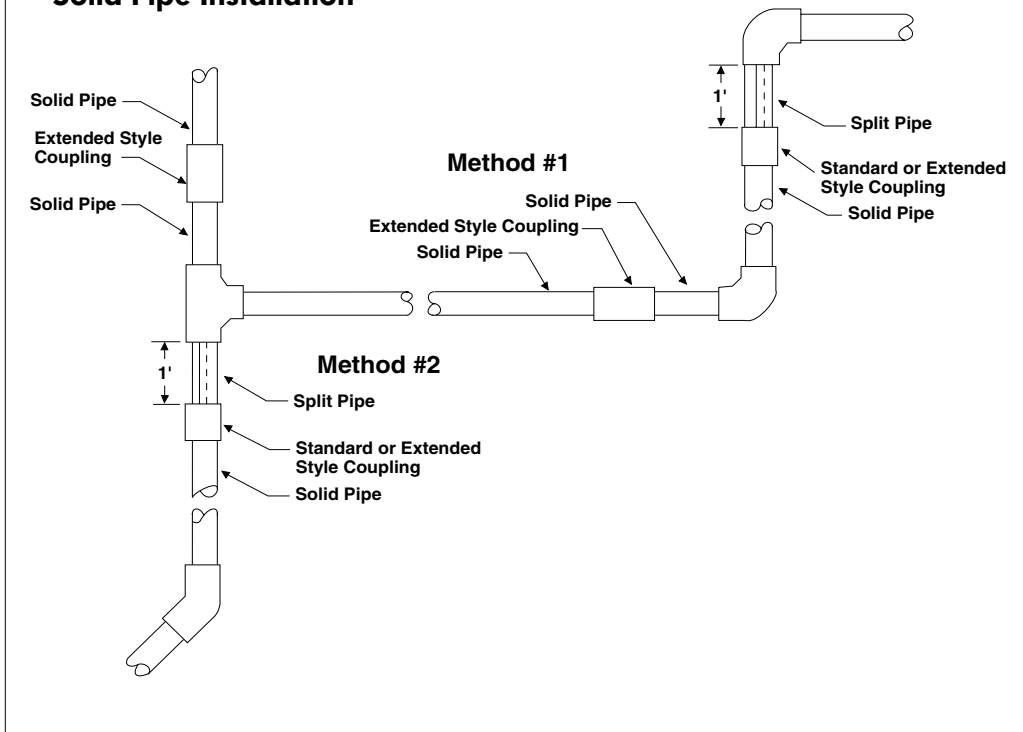 Solid Pipe Installation
Solid Pipe
Extended Style
Coupling
Solid Pipe
1'
Split Pipe
Standard or Extended
Style Coupling
Solid Pipe
Method #1
Solid Pipe
Extended Style Coupling
Solid Pipe
Method #2
1'
Split Pipe
Standard or Extended
Style Coupling
Solid Pipe